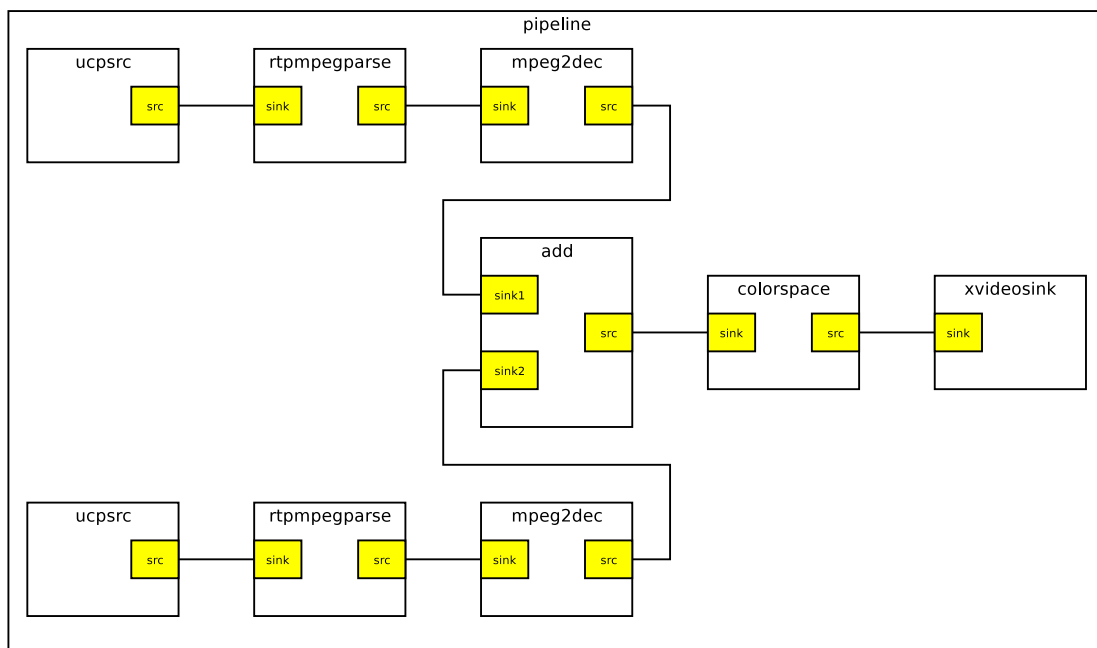 pipeline
ucpsrc
rtpmpegparse
mpeg2dec
src
sink
src
sink
src
add
colorspace
xvideosink
sink1
src
sink
src
sink
sink2
ucpsrc
rtpmpegparse
mpeg2dec
src
sink
src
sink
src